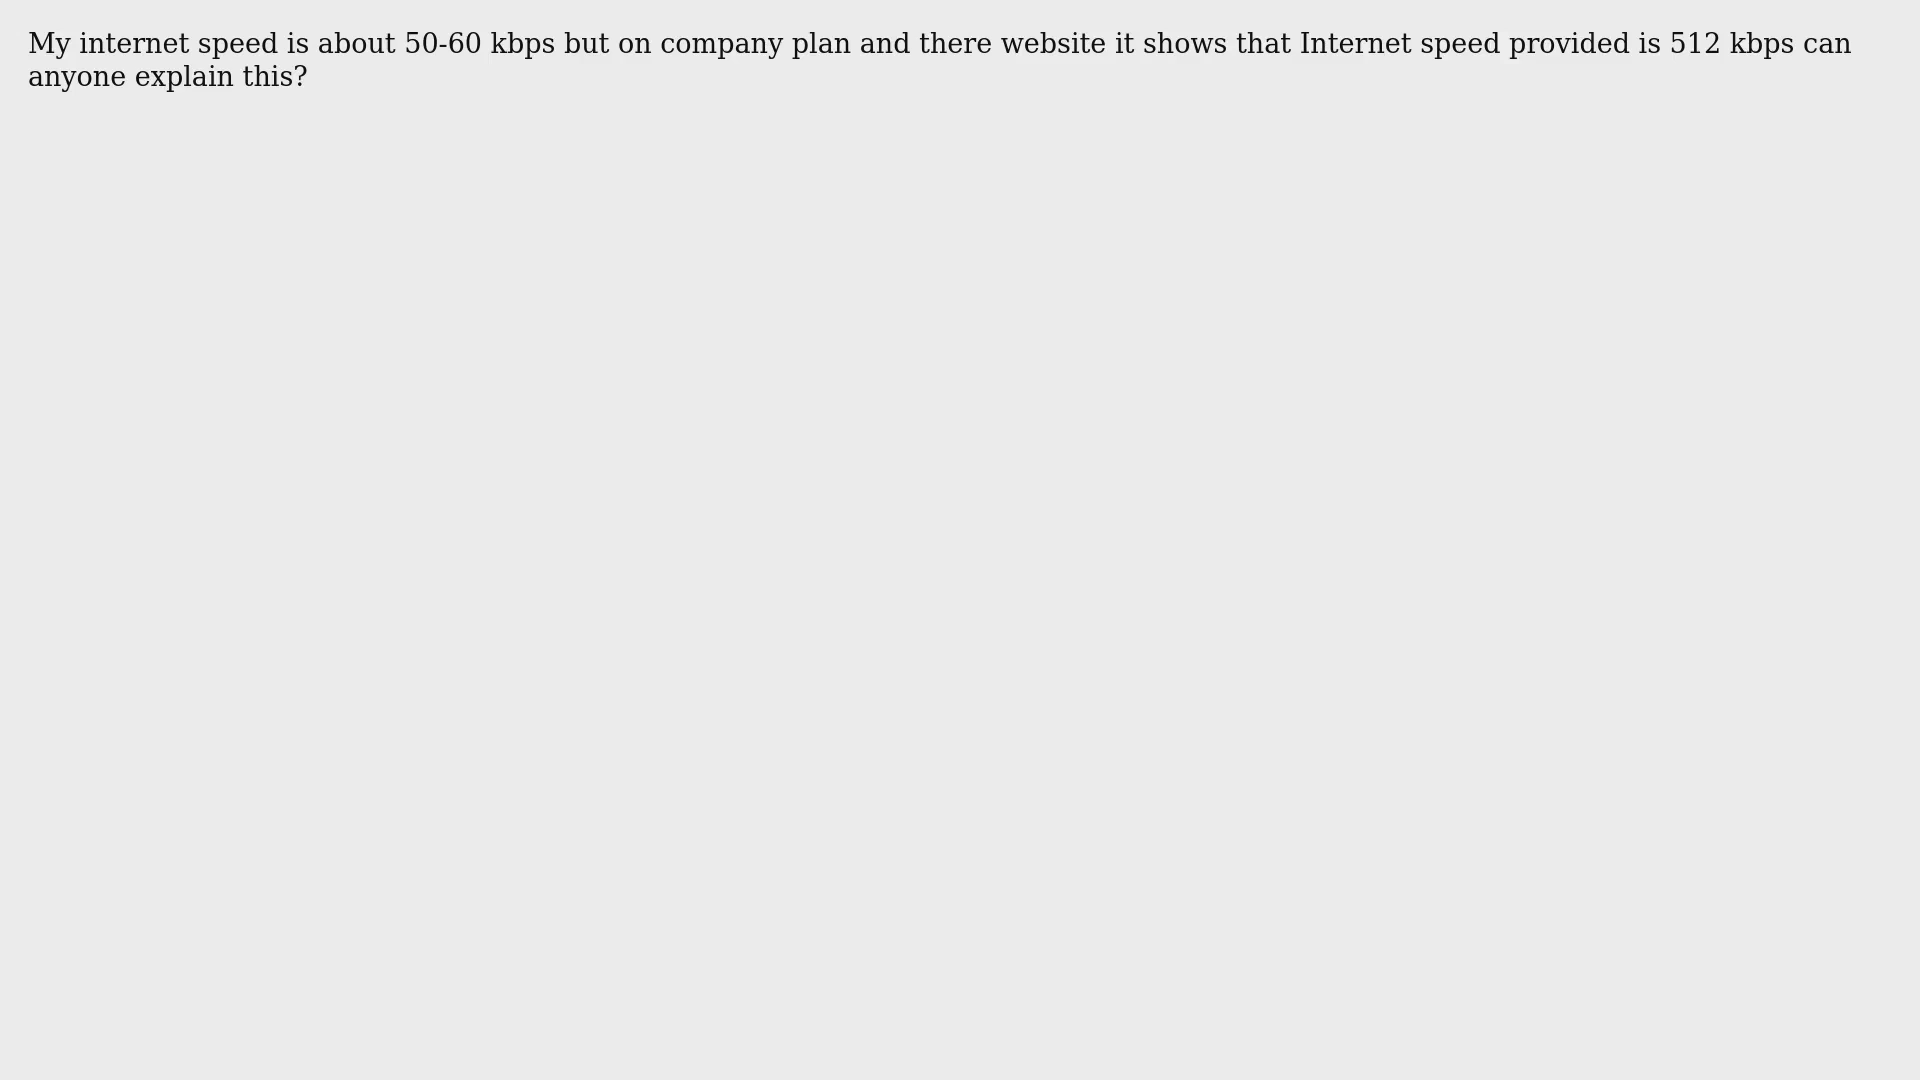 My internet speed is about 50-60 kbps but on company plan and there website it shows that Internet speed provided is 512 kbps can
anyone explain this?